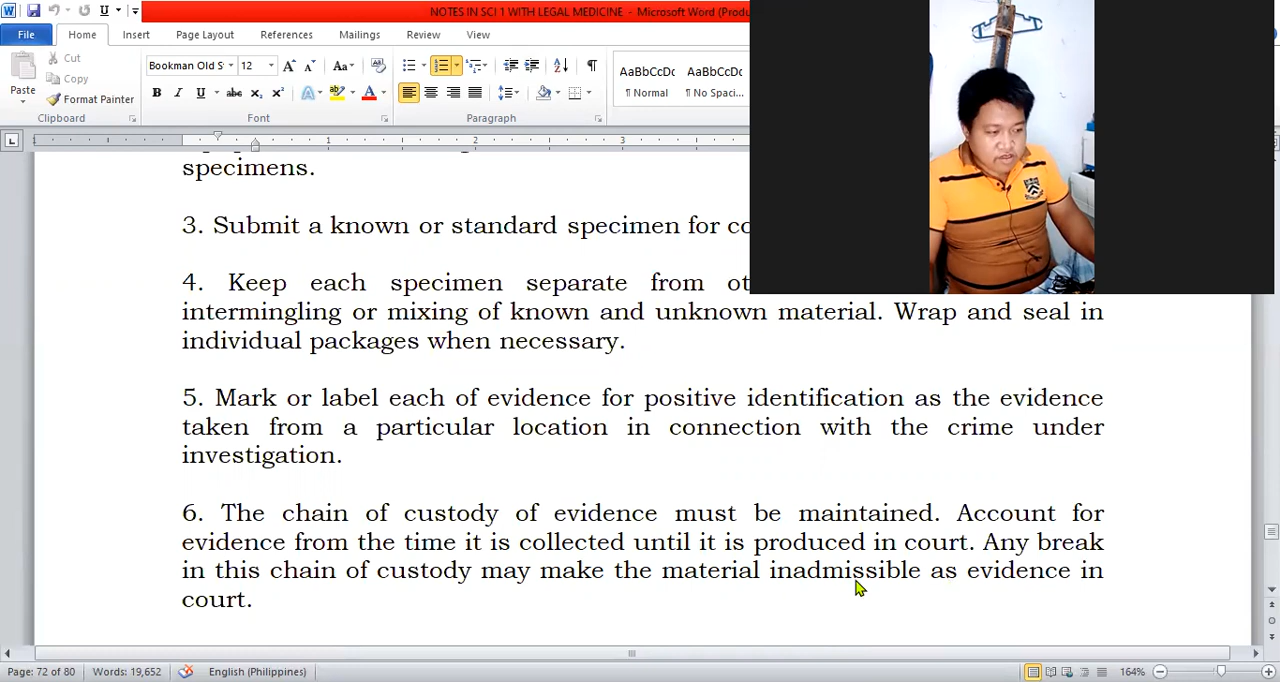 NOTES IN SCI 1 WITH LEGAL MEDICINE - Microsoft Word (Produ
File Home Insert Page Layout References Mailings Review View
Paste
Cut
Copy
Format Painter
Clipboard
Bookman Old S 12
Font
Paragraph
AaBbCcDc AaBbCcDc
¶ Normal ¶ No Spaci...
1 2 3
specimens.
3. Submit a known or standard specimen for co
4. Keep each specimen separate from ot
intermingling or mixing of known and unknown material. Wrap and seal in
individual packages when necessary.
5. Mark or label each of evidence for positive identification as the evidence
taken from a particular location in connection with the crime under
investigation.
6. The chain of custody of evidence must be maintained. Account for
evidence from the time it is collected until it is produced in court. Any break
in this chain of custody may make the material inadmissible as evidence in
court.
Page: 72 of 80 Words: 19,652 English (Philippines) 164%